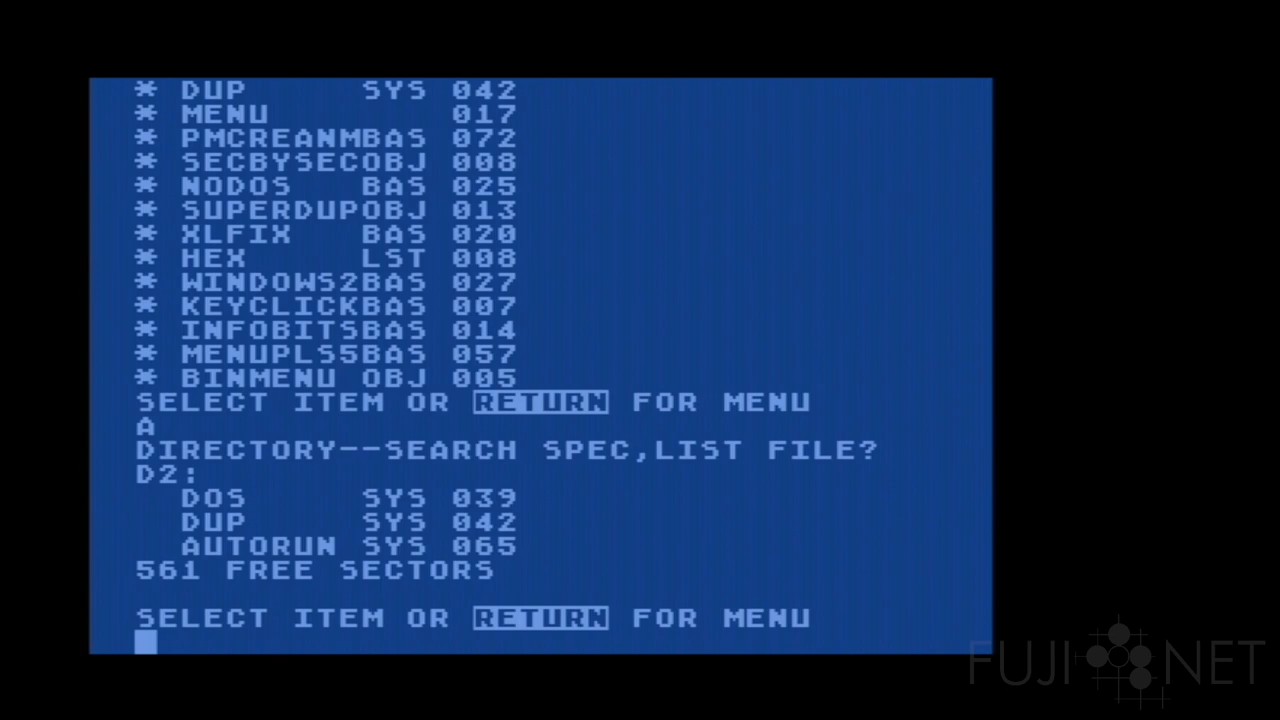 * DUP     SYS 042
* MENU        017
* PMCREANMBAS 072
* SECBYSECOBJ 008
* NODOS   BAS 025
* SUPERDUPOBJ 013
* XLFIX   BAS 020
* HEX     LST 008
* WINDOWS2BAS 027
* KEYCLICKBAS 007
* INFOBITSBAS 014
* MENUPLS5BAS 057
* BINMENU OBJ 005
SELECT ITEM OR RETURN FOR MENU
A
DIRECTORY--SEARCH SPEC,LIST FILE?
D2:
  DOS     SYS 039
  DUP     SYS 042
  AUTORUN SYS 065
561 FREE SECTORS
SELECT ITEM OR RETURN FOR MENU
FUJINET